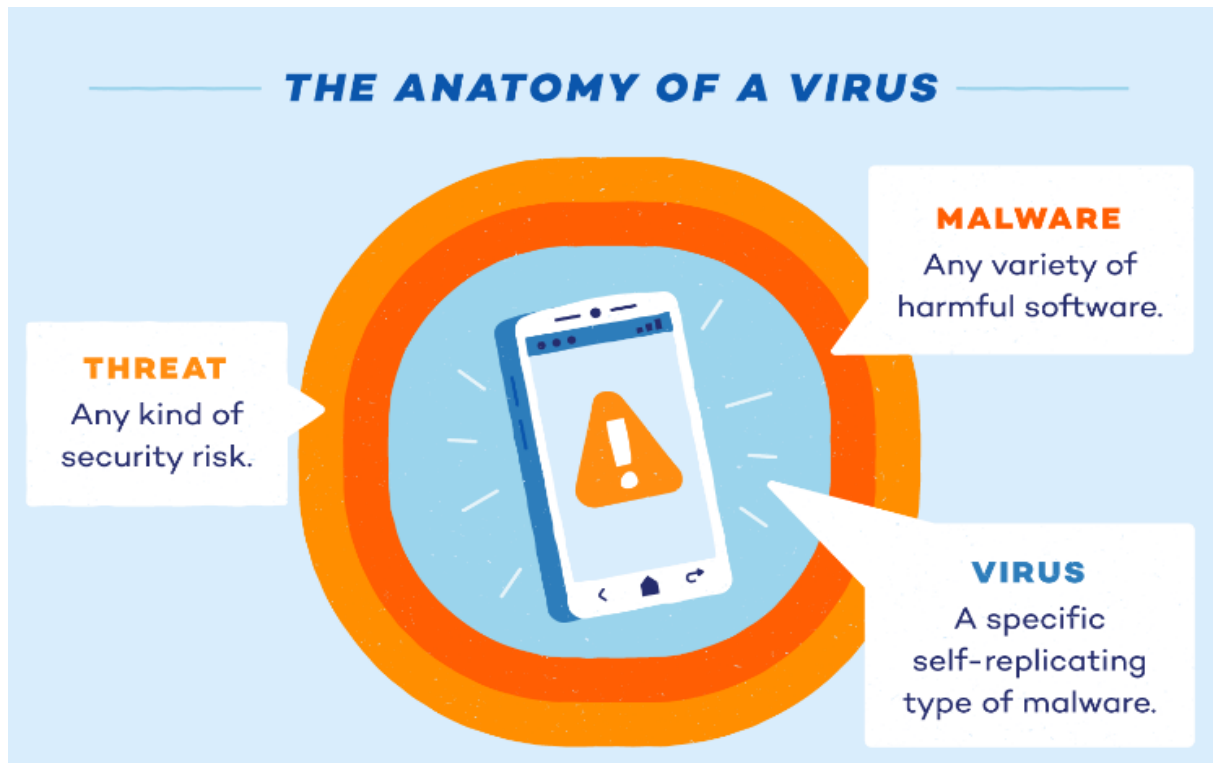 THE ANATOMY OF A VIRUS
MALWARE
Any variety of
harmful software.
THREAT
Any kind of
security risk.
VIRUS
A specific
self-replicating
type of malware.